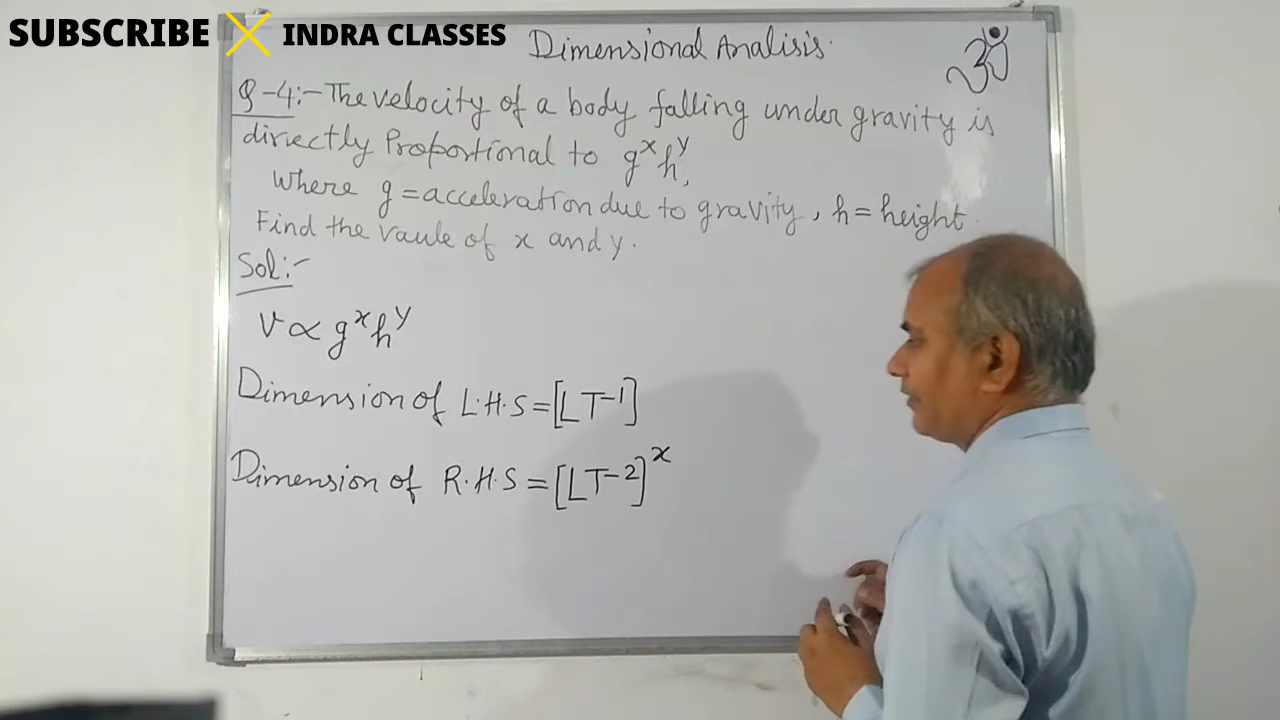 SUBSCRIBE INDRA CLASSES
Dimensional Analisis.
ॐ
Q-4:- The velocity of a body falling under gravity is
directly Proportional to g^x h^y,
Where g = acceleration due to gravity, h = height.
Find the vaule of x and y.
Sol:-
v ∝ g^x h^y
Dimension of L.H.S = [LT^-1]
Dimension of R.H.S = [LT^-2]^x